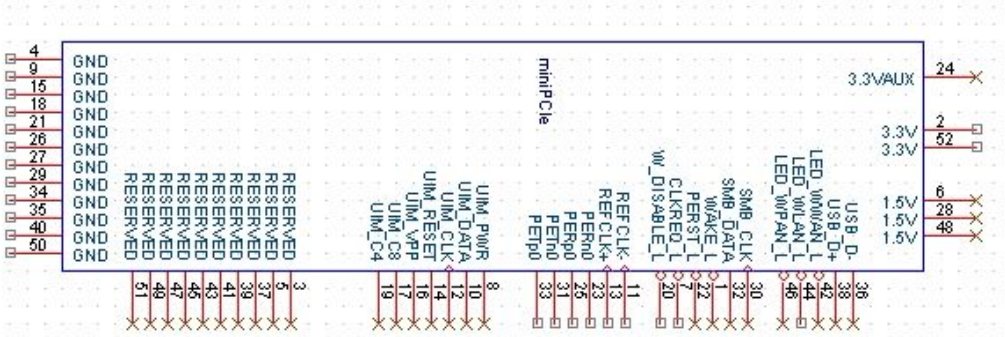 miniPCIe
4 GND
9 GND
15 GND
18 GND
21 GND
26 GND
27 GND
29 GND
34 GND
35 GND
40 GND
50 GND
3.3VAUX 24
3.3V 2
3.3V 52
1.5V 6
1.5V 28
1.5V 48
RESERVED 51
RESERVED 49
RESERVED 47
RESERVED 45
RESERVED 43
RESERVED 41
RESERVED 39
RESERVED 37
RESERVED 5
RESERVED 3
UIM_C4 19
UIM_C8 17
UIM_VPP 16
UIM_RESET 14
UIM_CLK 12
UIM_DATA 10
UIM_PWR 8
PETp0 33
PETn0 31
PERp0 25
PERn0 23
REFCLK+ 13
REFCLK- 11
W_DISABLE_L 20
CLKREQ_L 7
PERST_L 22
WAKE_L 1
SMB_DATA 32
SMB_CLK 30
LED_WPAN_L 46
LED_WLAN_L 44
LED_WWAN_L 42
USB_D+ 38
USB_D- 36